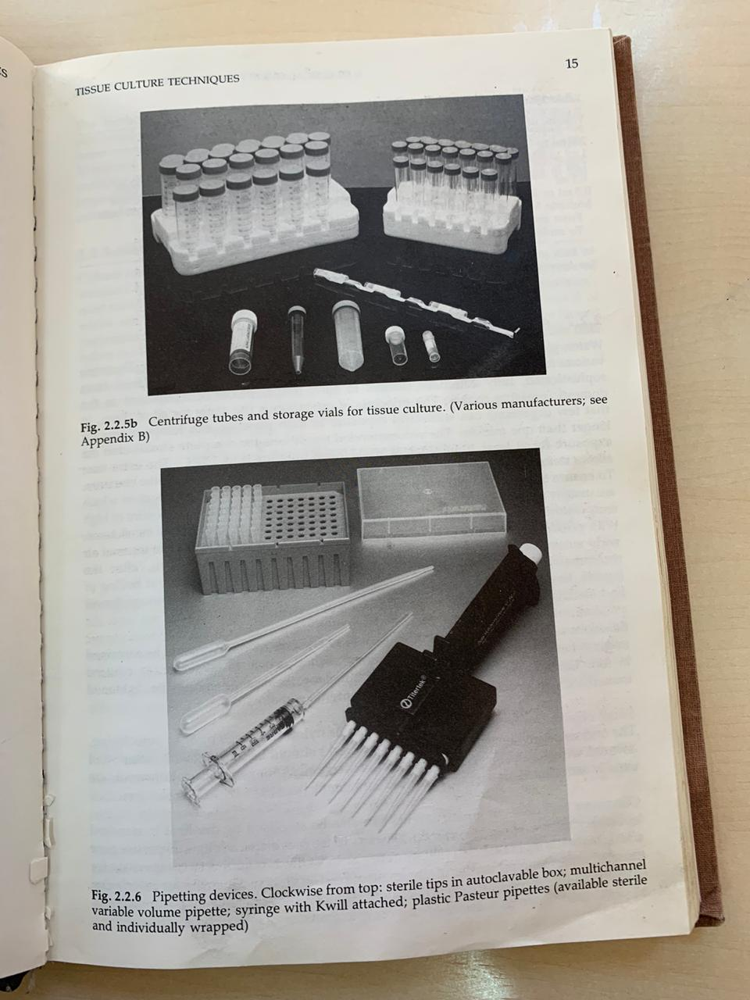 S
TISSUE CULTURE TECHNIQUES
15
Fig. 2.2.5b Centrifuge tubes and storage vials for tissue culture. (Various manufacturers; see
Appendix B)
Titertek®
Fig. 2.2.6 Pipetting devices. Clockwise from top: sterile tips in autoclavable box; multichannel
variable volume pipette; syringe with Kwill attached; plastic Pasteur pipettes (available sterile
and individually wrapped)